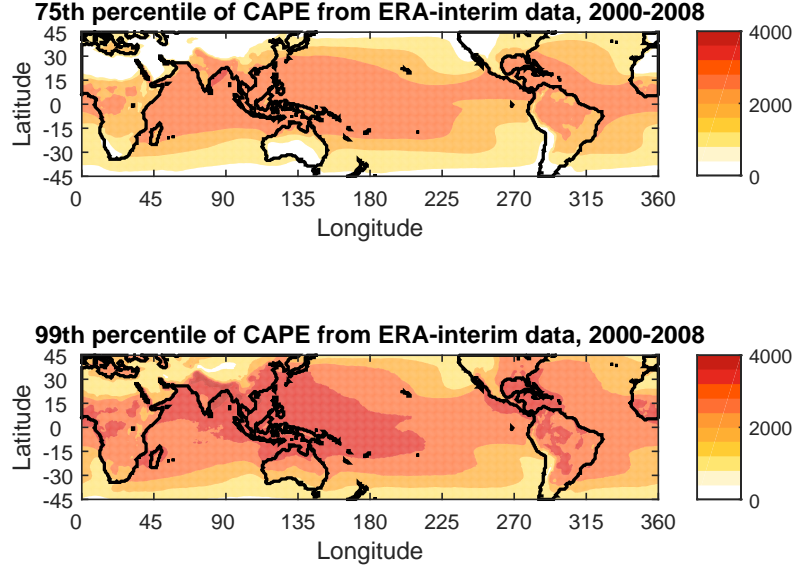 75th percentile of CAPE from ERA-interim data, 2000-2008
45
30
15
0
-15
-30
-45
Latitude
0 45 90 135 180 225 270 315 360
Longitude
4000
2000
0
99th percentile of CAPE from ERA-interim data, 2000-2008
45
30
15
0
-15
-30
-45
Latitude
0 45 90 135 180 225 270 315 360
Longitude
4000
2000
0